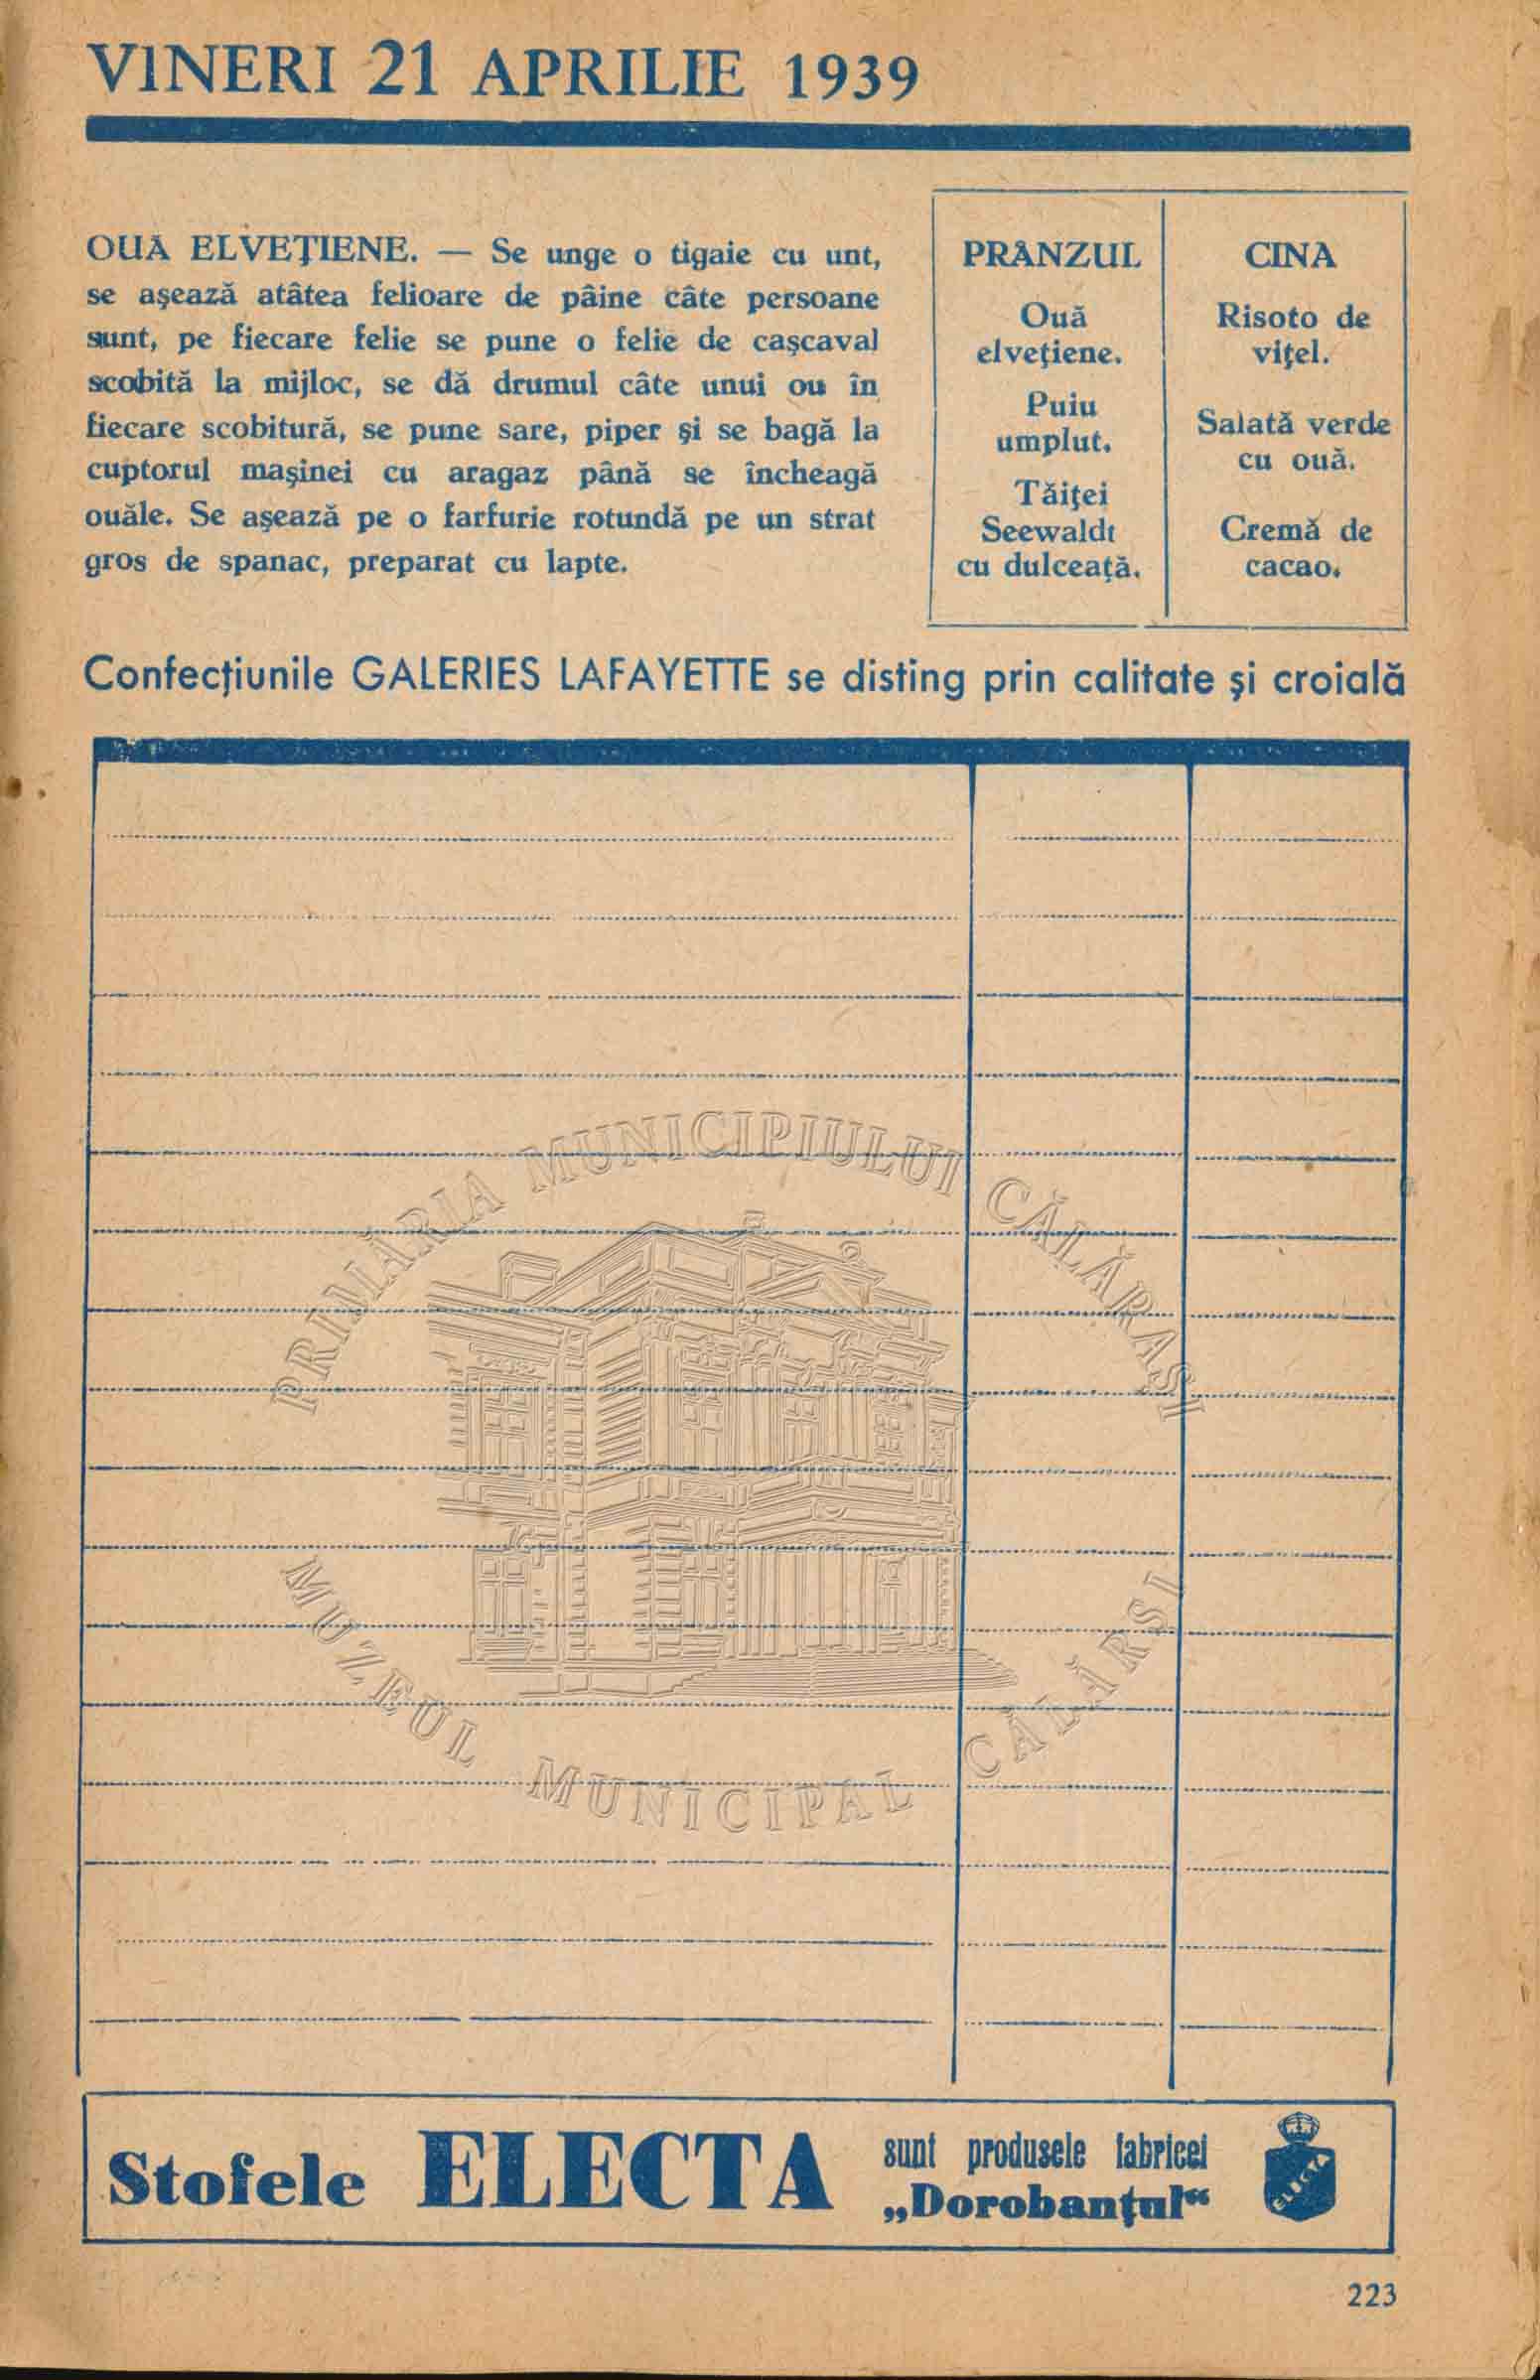 VINERI 21 APRILIE 1939
OUĂ ELVEŢIENE. — Se unge o tigaie cu unt,
se aşează atâtea felioare de pâine câte persoane
sunt, pe fiecare felie se pune o felie de caşcaval
scobită la mijloc, se dă drumul câte unui ou în
fiecare scobitură, se pune sare, piper şi se bagă la
cuptorul maşinei cu aragaz până se încheagă
ouăle. Se aşează pe o farfurie rotundă pe un strat
gros de spanac, preparat cu lapte.
PRÂNZUL
Ouă
elveţiene.
Puiu
umplut.
Tăiţei
Seewaldt
cu dulceaţă.
CINA
Risoto de
viţel.
Salată verde
cu ouă.
Cremă de
cacao.
Confecţiunile GALERIES LAFAYETTE se disting prin calitate şi croială
PRIMĂRIA MUNICIPIULUI CĂLĂRAŞI
MUZEUL MUNICIPAL CĂLĂRSI
Stofele ELECTA sunt produsele fabricei
„Dorobanţul“
ELECTA
223